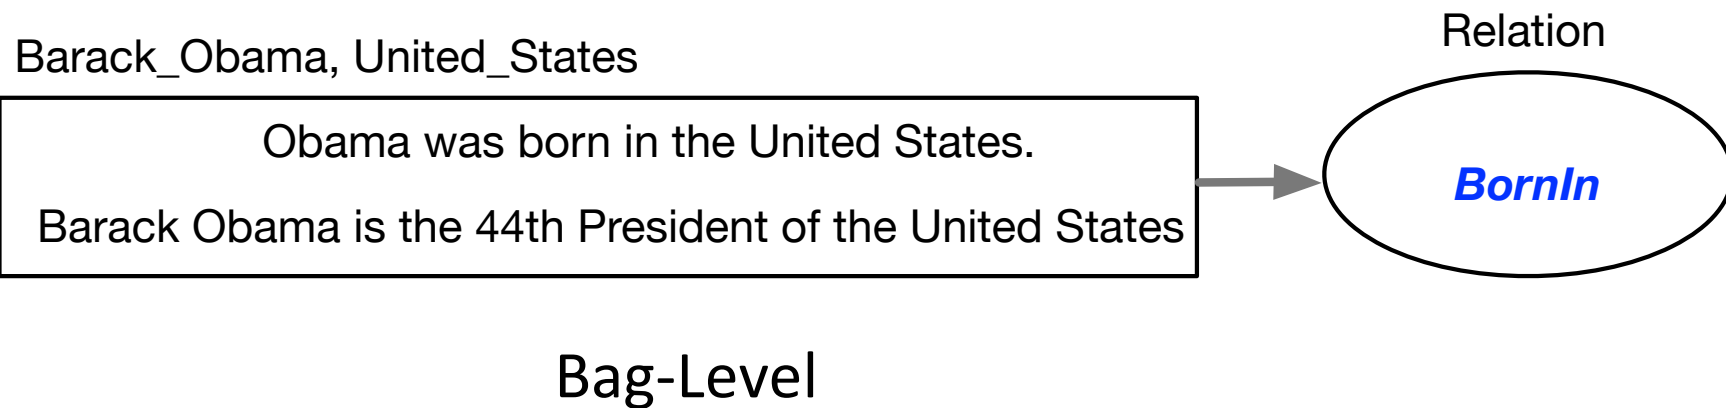 Relation
Barack_Obama, United_States
Obama was born in the United States.
BornIn
Barack Obama is the 44th President of the United States
Bag-Level